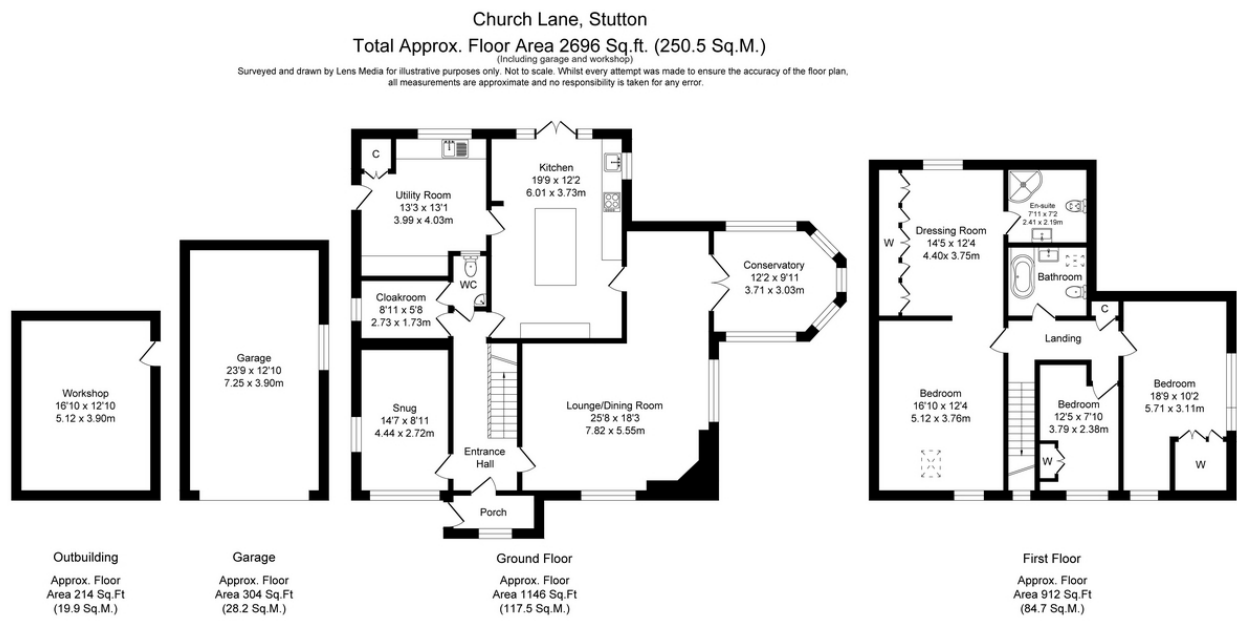 Church Lane, Stutton
Total Approx. Floor Area 2696 Sq.ft. (250.5 Sq.M.)
(Including garage and workshop)
Surveyed and drawn by Lens Media for illustrative purposes only. Not to scale. Whilst every attempt was made to ensure the accuracy of the floor plan,
all measurements are approximate and no responsibility is taken for any error.
Workshop
16'10 x 12'10
5.12 x 3.90m
Garage
23'9 x 12'10
7.25 x 3.90m
C
Utility Room
13'3 x 13'1
3.99 x 4.03m
Kitchen
19'9 x 12'2
6.01 x 3.73m
WC
Cloakroom
8'11 x 5'8
2.73 x 1.73m
Conservatory
12'2 x 9'11
3.71 x 3.03m
Snug
14'7 x 8'11
4.44 x 2.72m
Lounge/Dining Room
25'8 x 18'3
7.82 x 5.55m
Entrance
Hall
Porch
W
Dressing Room
14'5 x 12'4
4.40x 3.75m
En-suite
7'11 x 7'2
2.41 x 2.19m
Bathroom
C
Landing
Bedroom
16'10 x 12'4
5.12 x 3.76m
Bedroom
12'5 x 7'10
3.79 x 2.38m
W
Bedroom
18'9 x 10'2
5.71 x 3.11m
W
Outbuilding
Approx. Floor
Area 214 Sq.Ft
(19.9 Sq.M.)
Garage
Approx. Floor
Area 304 Sq.Ft
(28.2 Sq.M.)
Ground Floor
Approx. Floor
Area 1146 Sq.Ft
(117.5 Sq.M.)
First Floor
Approx. Floor
Area 912 Sq.Ft
(84.7 Sq.M.)